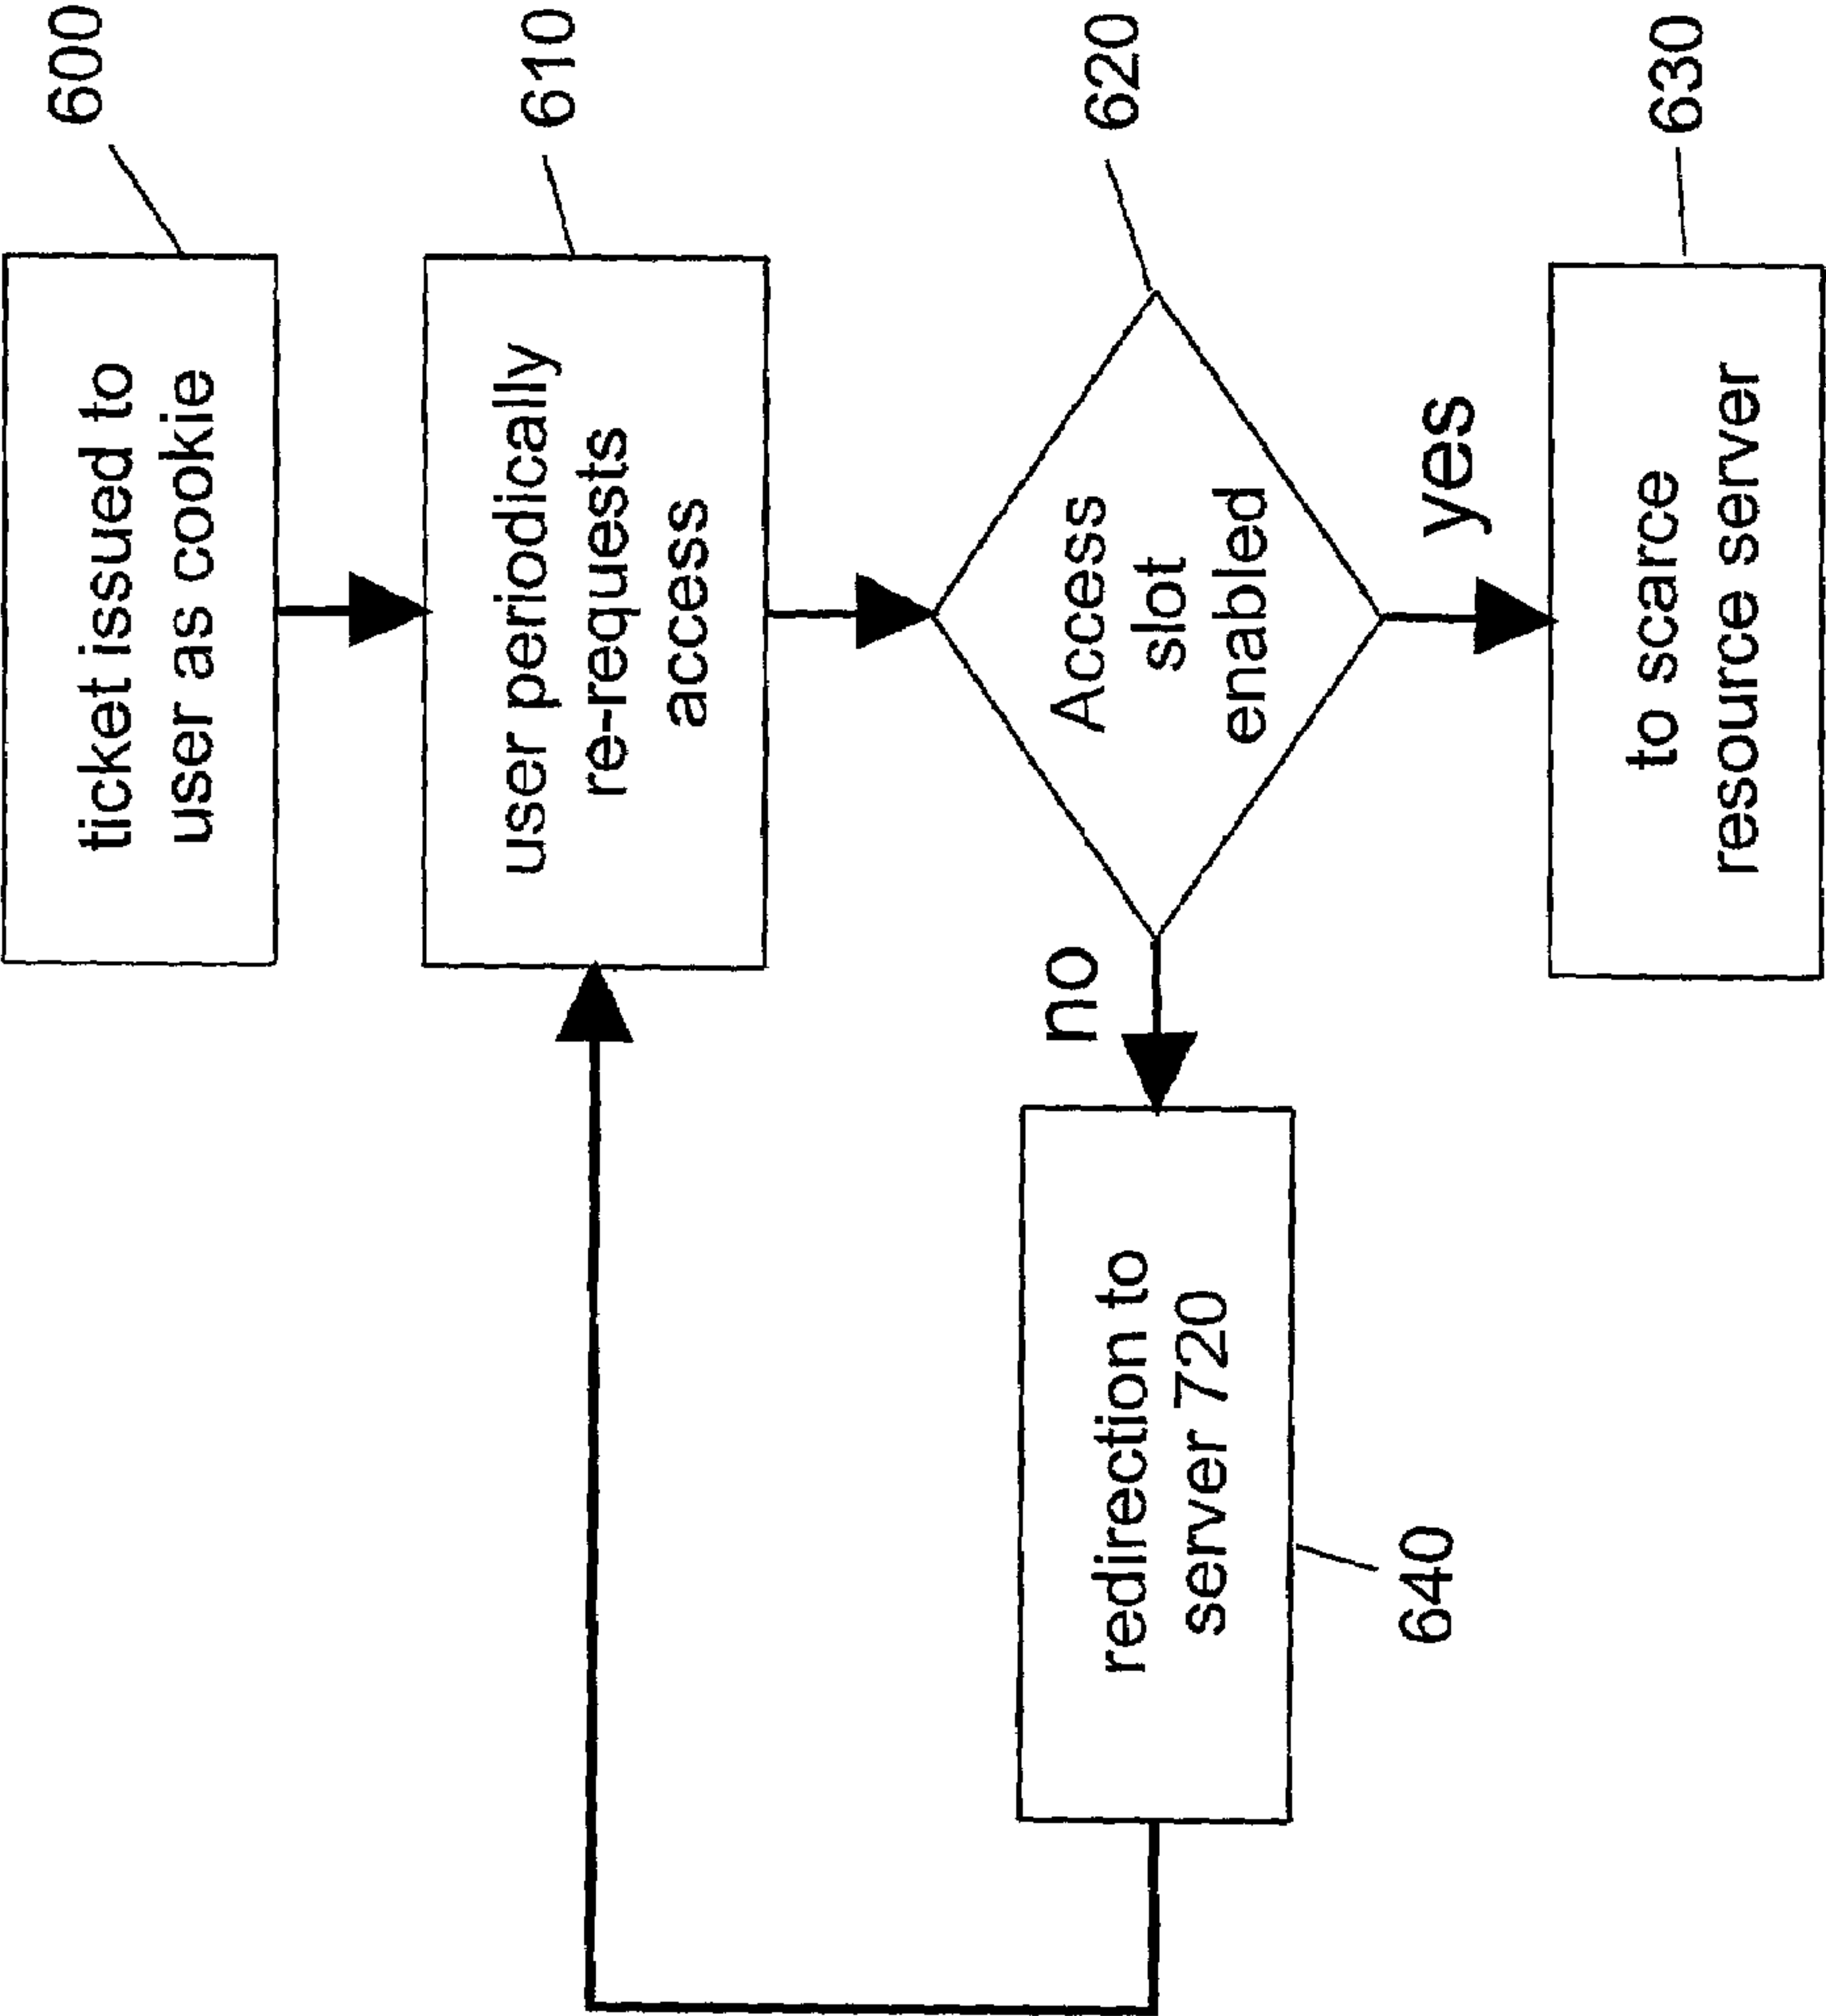 600
ticket issued to
user as cookie
610
user periodically
re-requests
access
620
Access
slot
enabled
no
yes
630
to scarce
resource server
redirection to
server 720
640